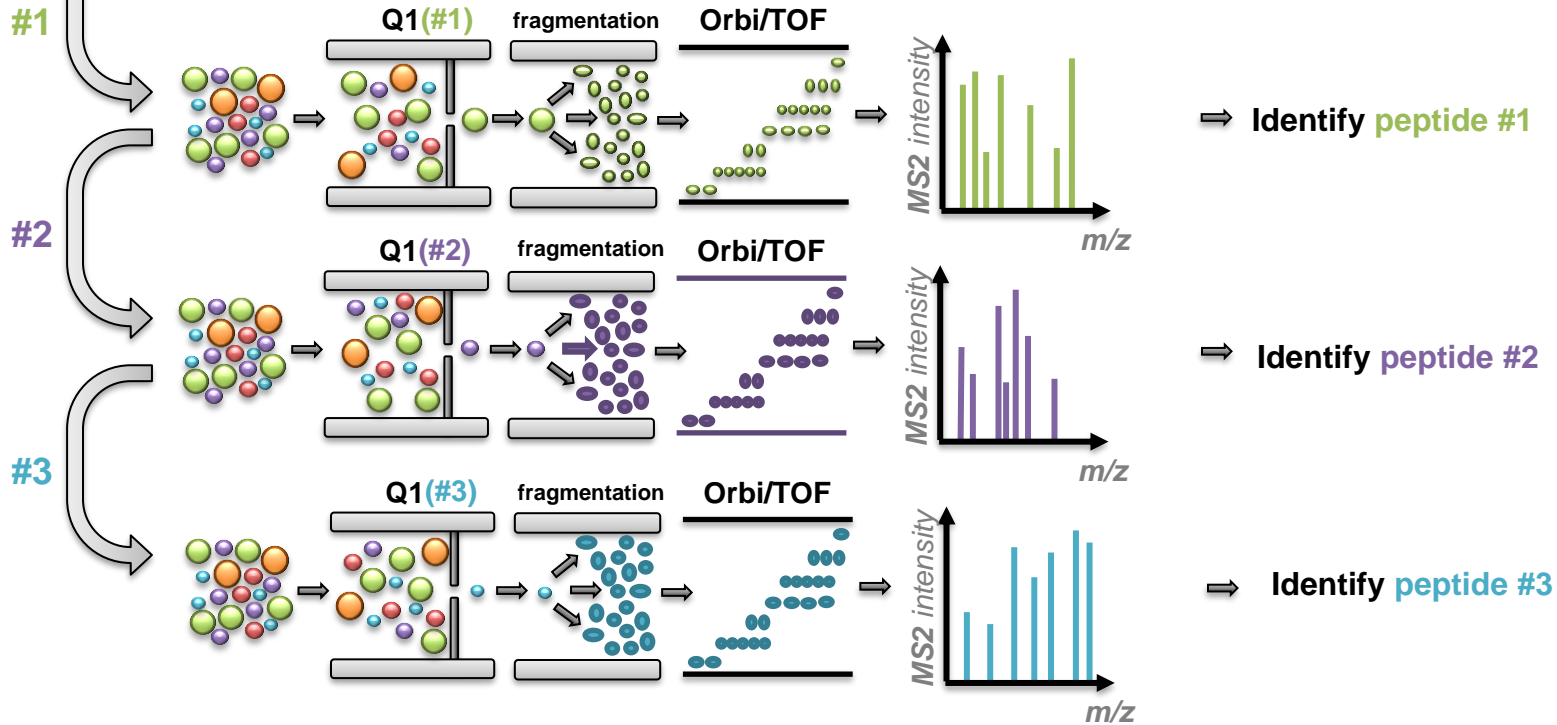 #1
Q1(#1)
fragmentation
Orbi/TOF
MS2 intensity
m/z
Identify peptide #1
#2
Q1(#2)
fragmentation
Orbi/TOF
MS2 intensity
m/z
Identify peptide #2
#3
Q1(#3)
fragmentation
Orbi/TOF
MS2 intensity
m/z
Identify peptide #3